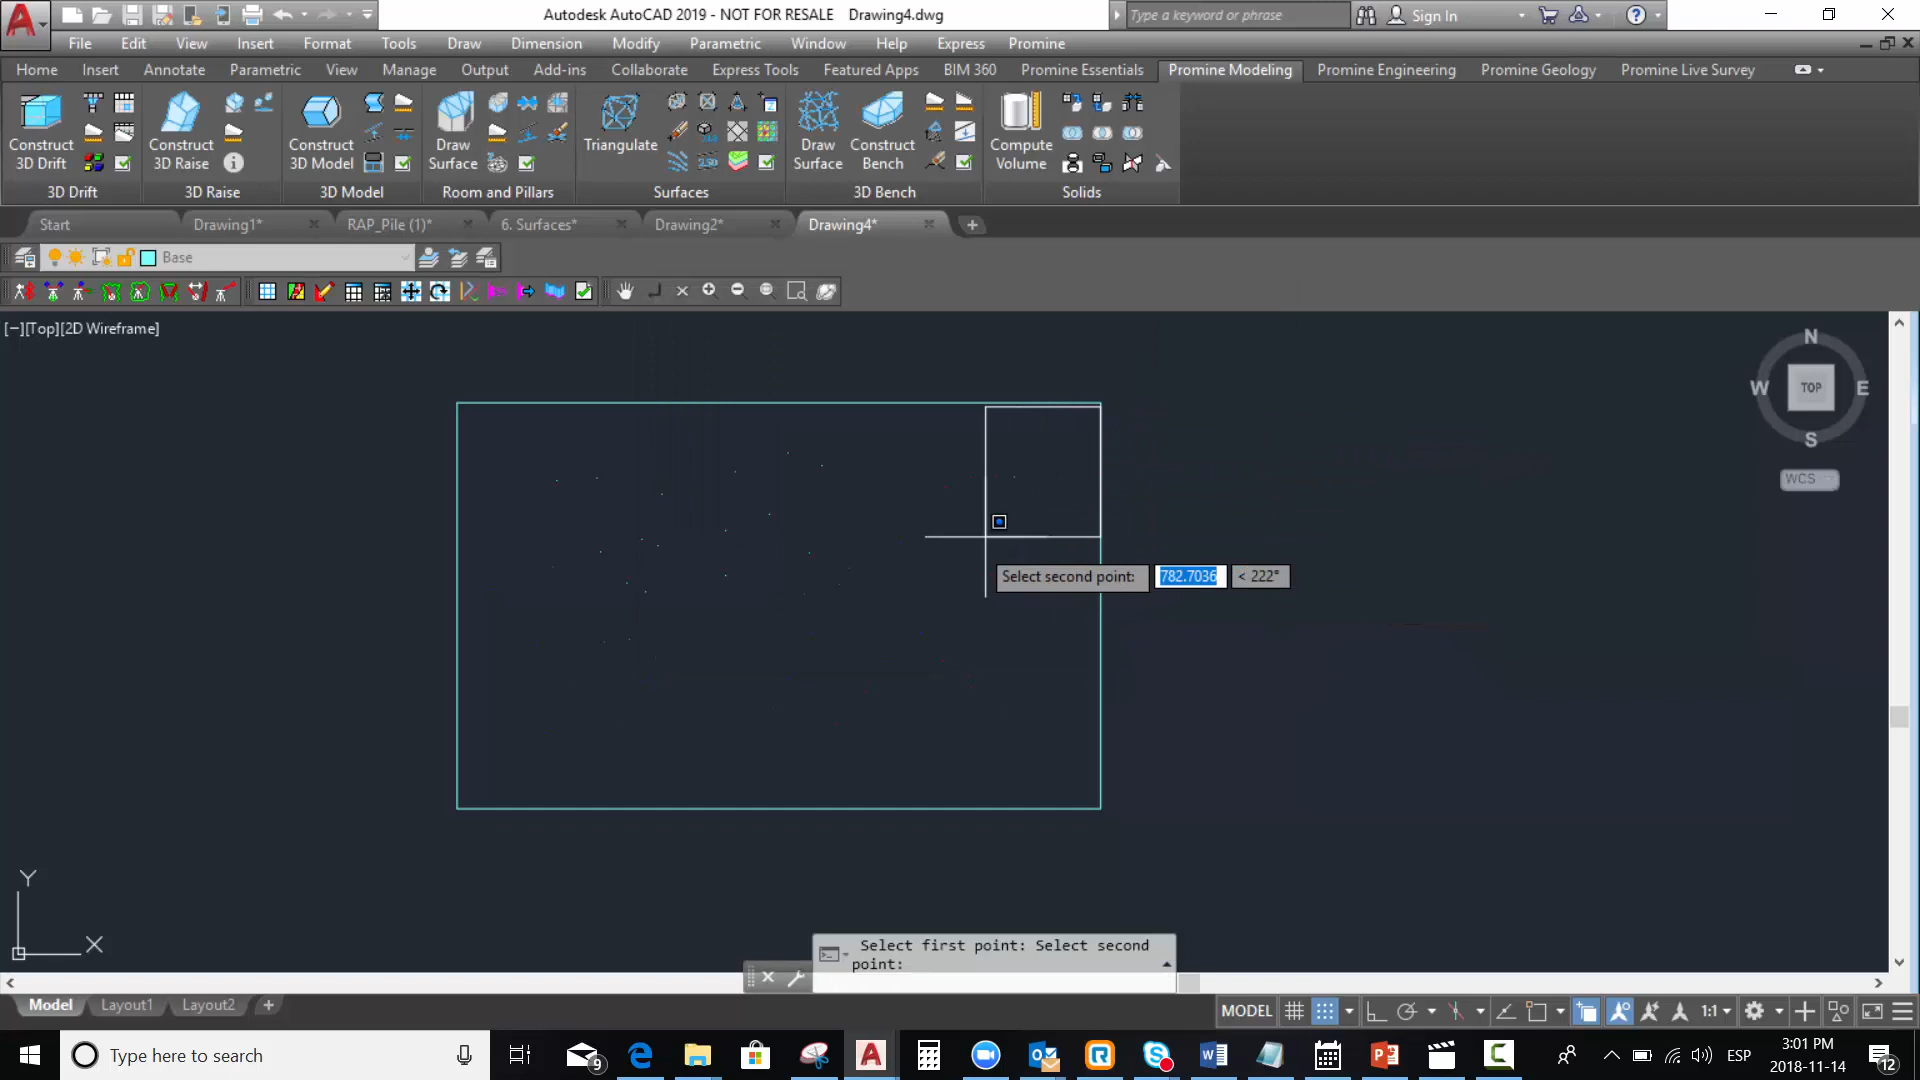 Autodesk AutoCAD 2019 - NOT FOR RESALE Drawing4.dwg
Type a keyword or phrase
Sign In
File Edit View Insert Format Tools Draw Dimension Modify Parametric Window Help Express Promine
Home Insert Annotate Parametric View Manage Output Add-ins Collaborate Express Tools Featured Apps BIM 360 Promine Essentials Promine Modeling Promine Engineering Promine Geology Promine Live Survey
Construct 3D Drift
Construct 3D Raise
Construct 3D Model
Draw Surface
Triangulate
Draw Surface
Construct Bench
Compute Volume
3D Drift 3D Raise 3D Model Room and Pillars Surfaces 3D Bench Solids
Start Drawing1* RAP_Pile (1)* 6. Surfaces* Drawing2* Drawing4*
Base
[−][Top][2D Wireframe]
N
W TOP E
S
WCS
Select second point: 782.7036 < 222°
Y
X
Select first point: Select second
point:
Model Layout1 Layout2
MODEL 1:1
Type here to search
9
ESP
3:01 PM
2018-11-14
12